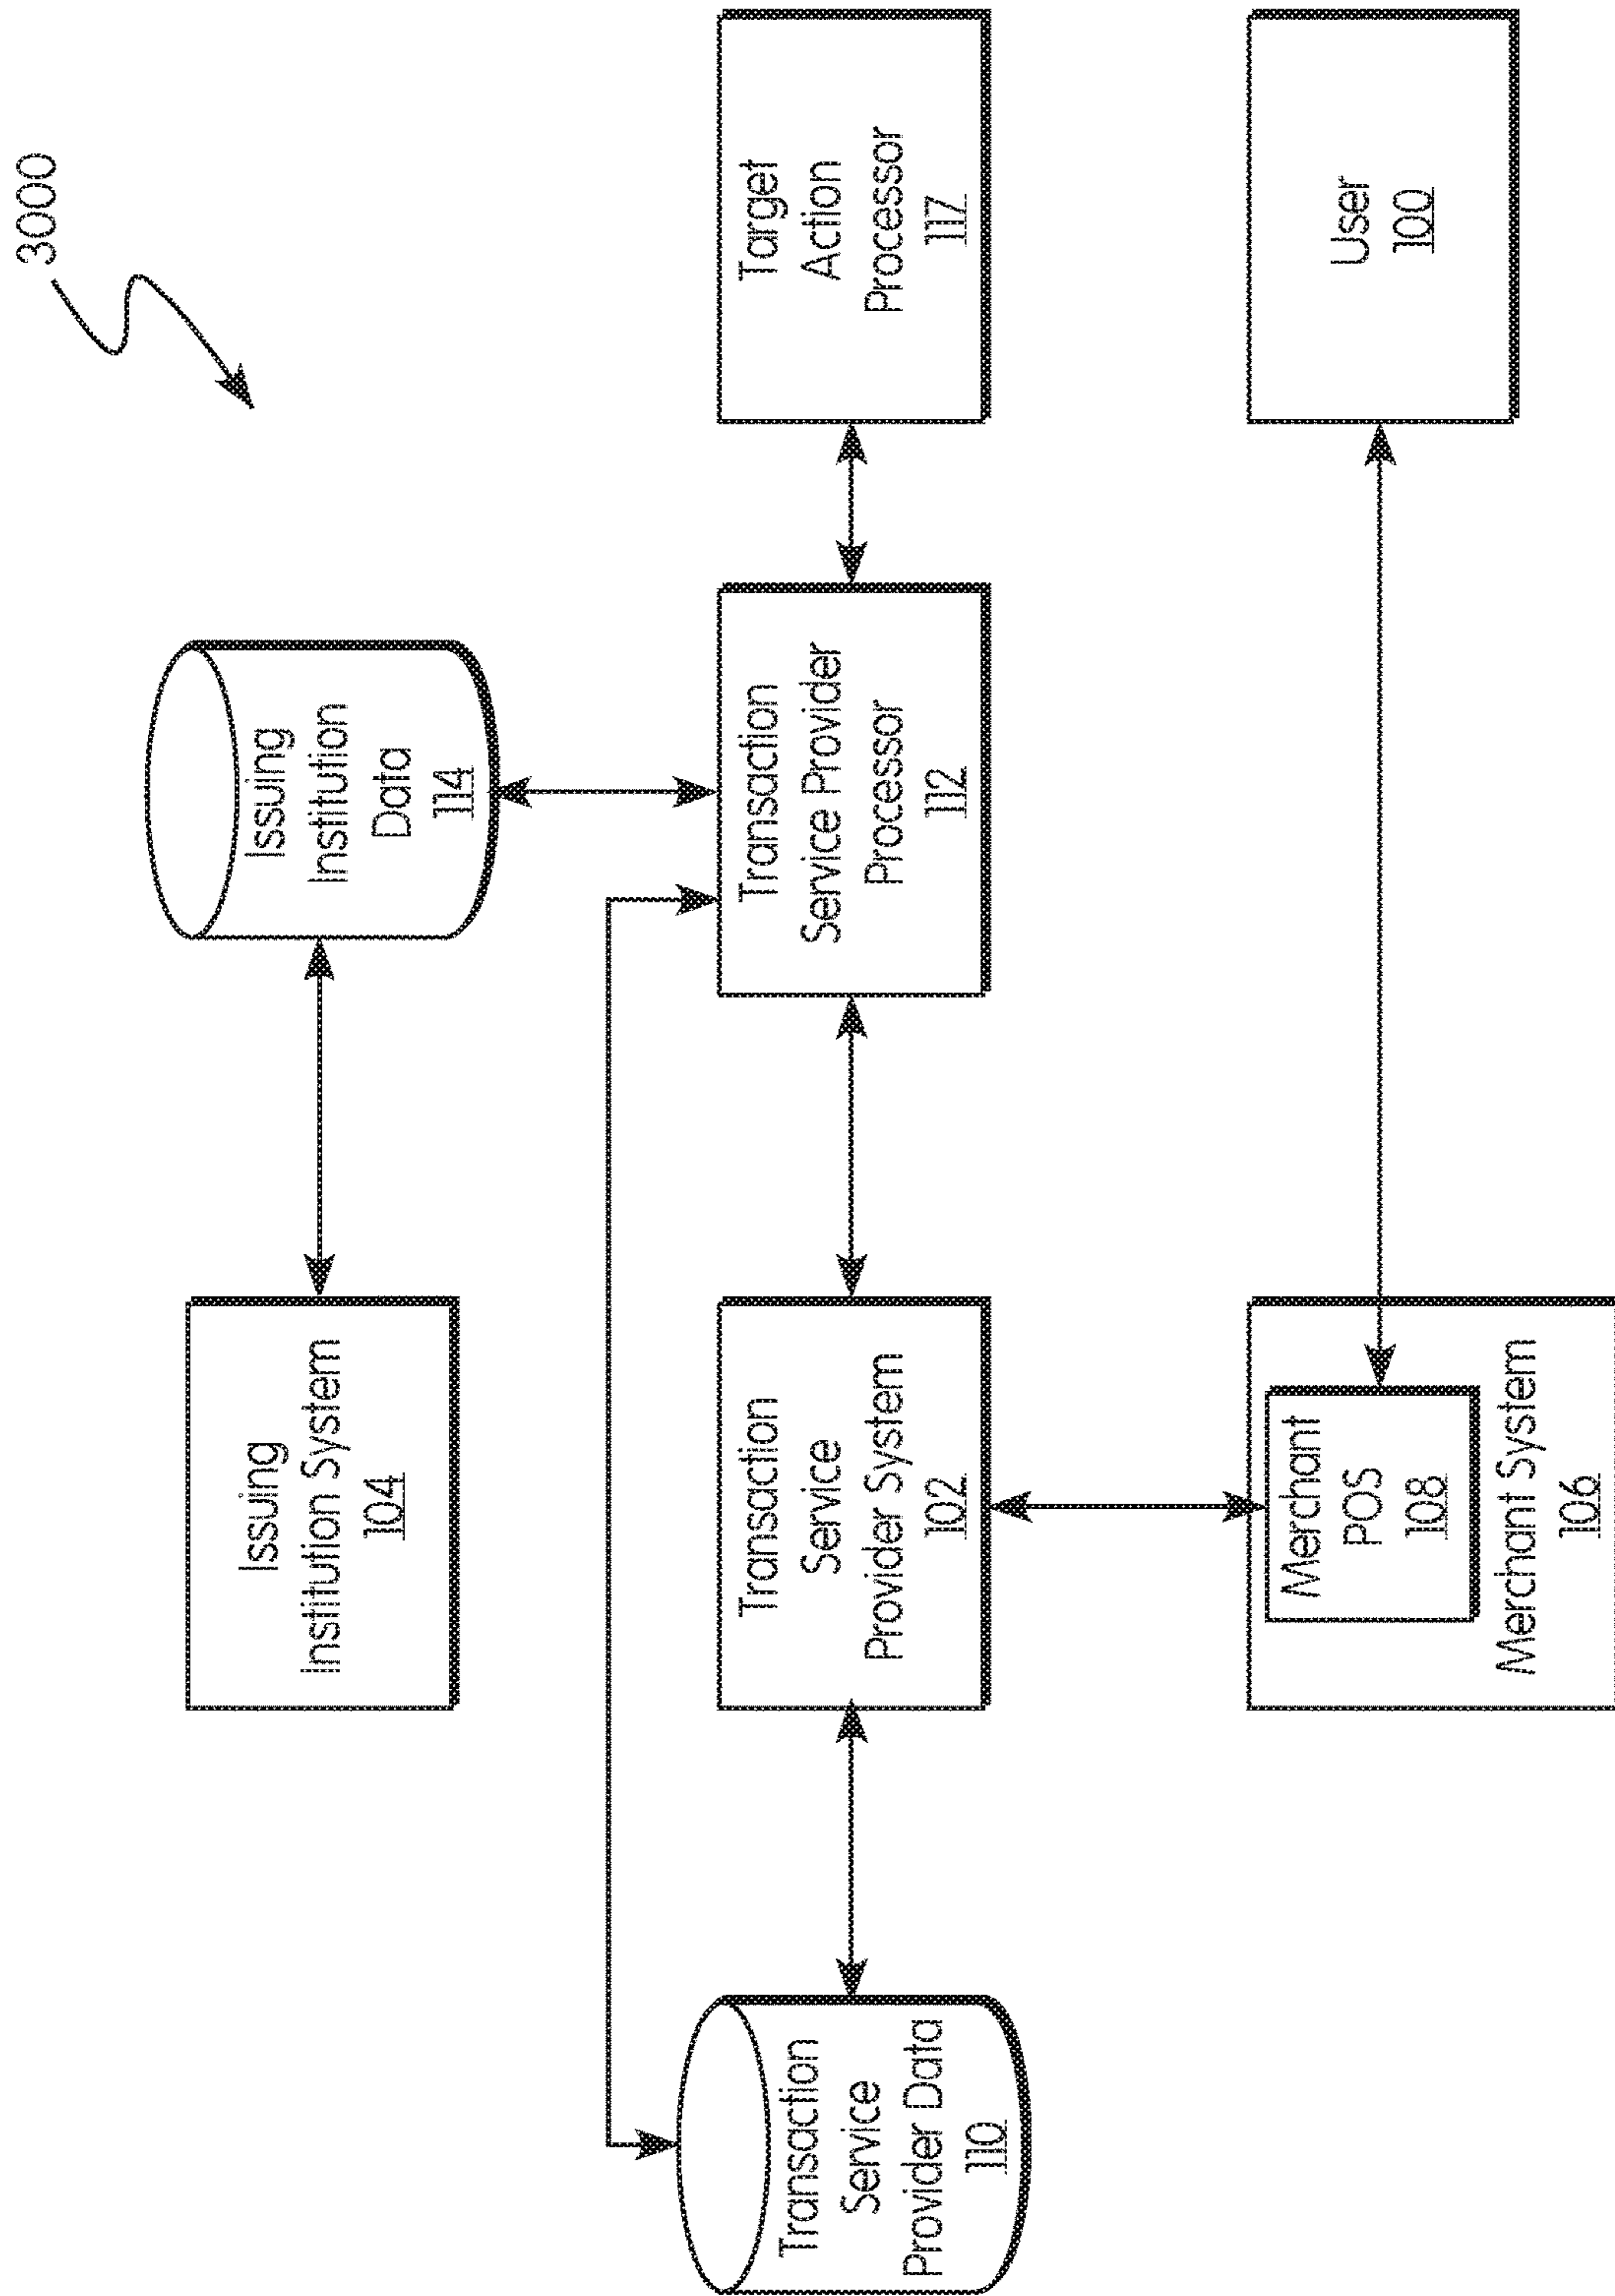 3000
Issuing
Institution System
104
Issuing
Institution
Data
114
Transaction
Service
Provider Data
110
Transaction
Service
Provider System
102
Transaction
Service Provider
Processor
112
Target
Action
Processor
117
Merchant
POS
108
Merchant System
106
User
100